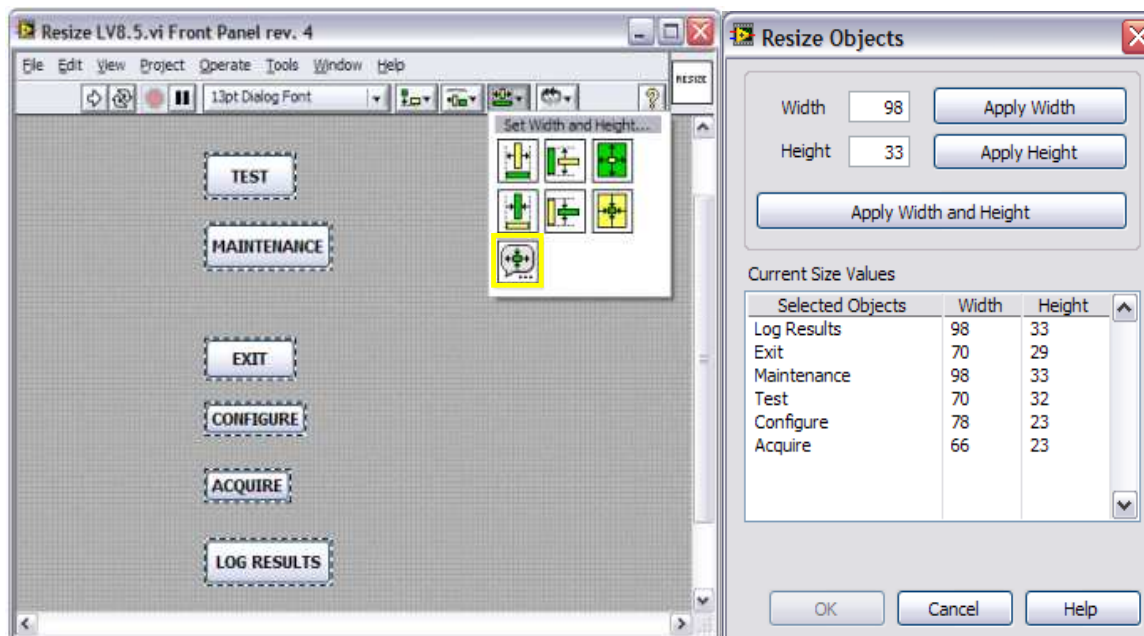 Resize LV8.5.vi Front Panel rev. 4
File Edit View Project Operate Tools Window Help
13pt Dialog Font
RESIZE
Set Width and Height...
TEST
MAINTENANCE
EXIT
CONFIGURE
ACQUIRE
LOG RESULTS
Resize Objects
Width 98 Apply Width
Height 33 Apply Height
Apply Width and Height
Current Size Values
Selected Objects Width Height
Log Results 98 33
Exit 70 29
Maintenance 98 33
Test 70 32
Configure 78 23
Acquire 66 23
OK Cancel Help